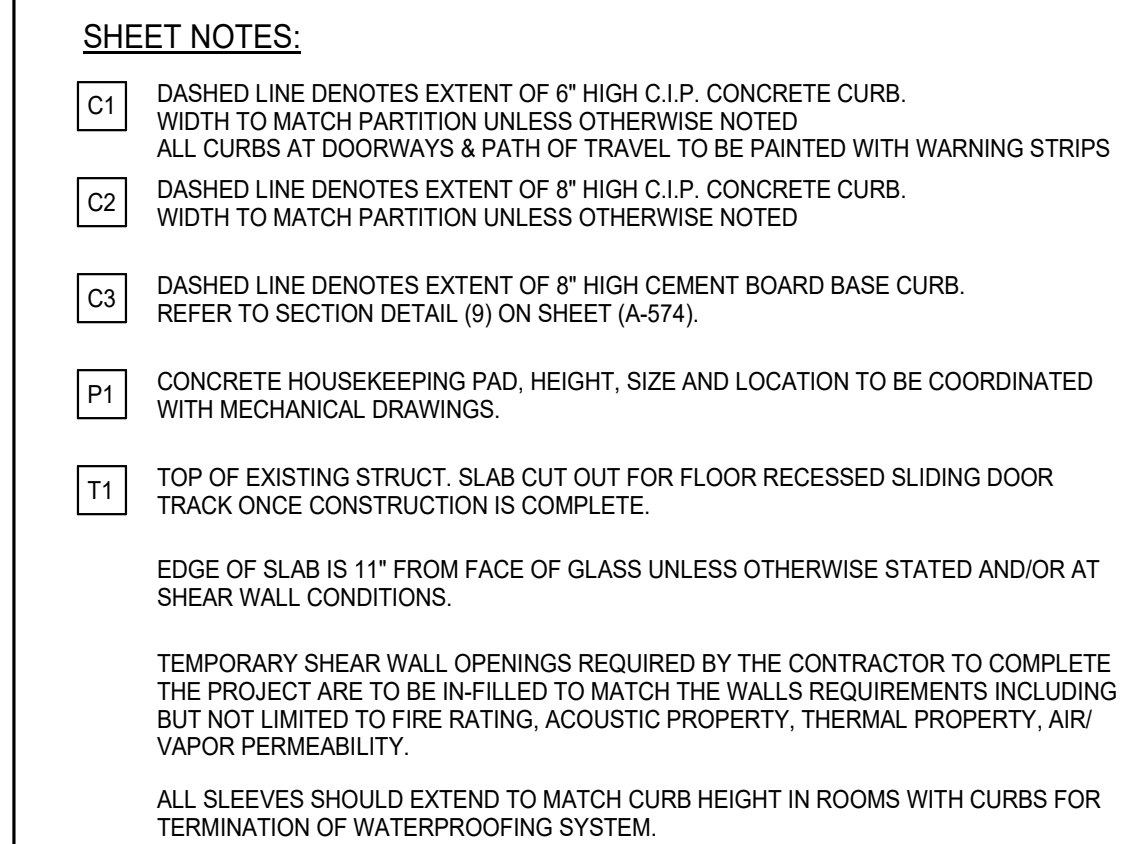 SHEET NOTES:
C1
DASHED LINE DENOTES EXTENT OF 6" HIGH C.I.P. CONCRETE CURB.
WIDTH TO MATCH PARTITION UNLESS OTHERWISE NOTED
ALL CURBS AT DOORWAYS & PATH OF TRAVEL TO BE PAINTED WITH WARNING STRIPS
C2
DASHED LINE DENOTES EXTENT OF 8" HIGH C.I.P. CONCRETE CURB.
WIDTH TO MATCH PARTITION UNLESS OTHERWISE NOTED
C3
DASHED LINE DENOTES EXTENT OF 8" HIGH CEMENT BOARD BASE CURB.
REFER TO SECTION DETAIL (9) ON SHEET (A-574).
P1
CONCRETE HOUSEKEEPING PAD, HEIGHT, SIZE AND LOCATION TO BE COORDINATED
WITH MECHANICAL DRAWINGS.
T1
TOP OF EXISTING STRUCT. SLAB CUT OUT FOR FLOOR RECESSED SLIDING DOOR
TRACK ONCE CONSTRUCTION IS COMPLETE.
EDGE OF SLAB IS 11" FROM FACE OF GLASS UNLESS OTHERWISE STATED AND/OR AT
SHEAR WALL CONDITIONS.
TEMPORARY SHEAR WALL OPENINGS REQUIRED BY THE CONTRACTOR TO COMPLETE
THE PROJECT ARE TO BE IN-FILLED TO MATCH THE WALLS REQUIREMENTS INCLUDING
BUT NOT LIMITED TO FIRE RATING, ACOUSTIC PROPERTY, THERMAL PROPERTY, AIR/
VAPOR PERMEABILITY.
ALL SLEEVES SHOULD EXTEND TO MATCH CURB HEIGHT IN ROOMS WITH CURBS FOR
TERMINATION OF WATERPROOFING SYSTEM.